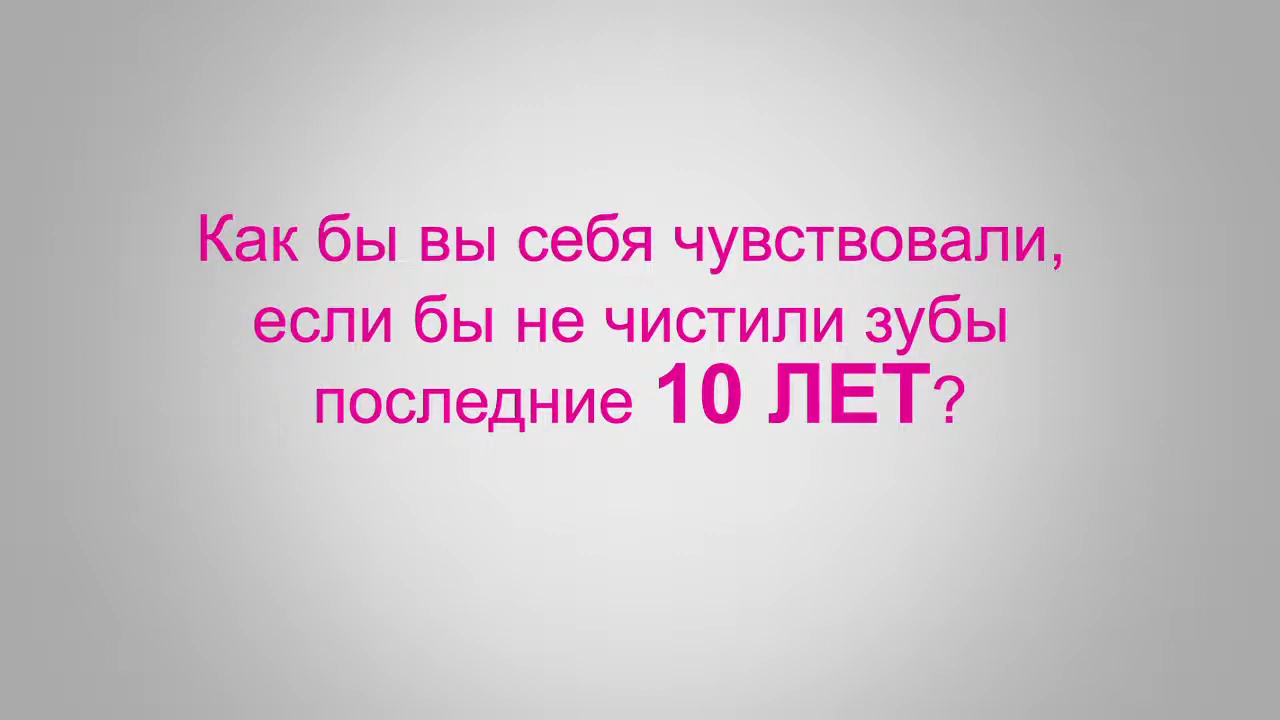 Как бы вы себя чувствовали,
если бы не чистили зубы
последние 10 ЛЕТ?